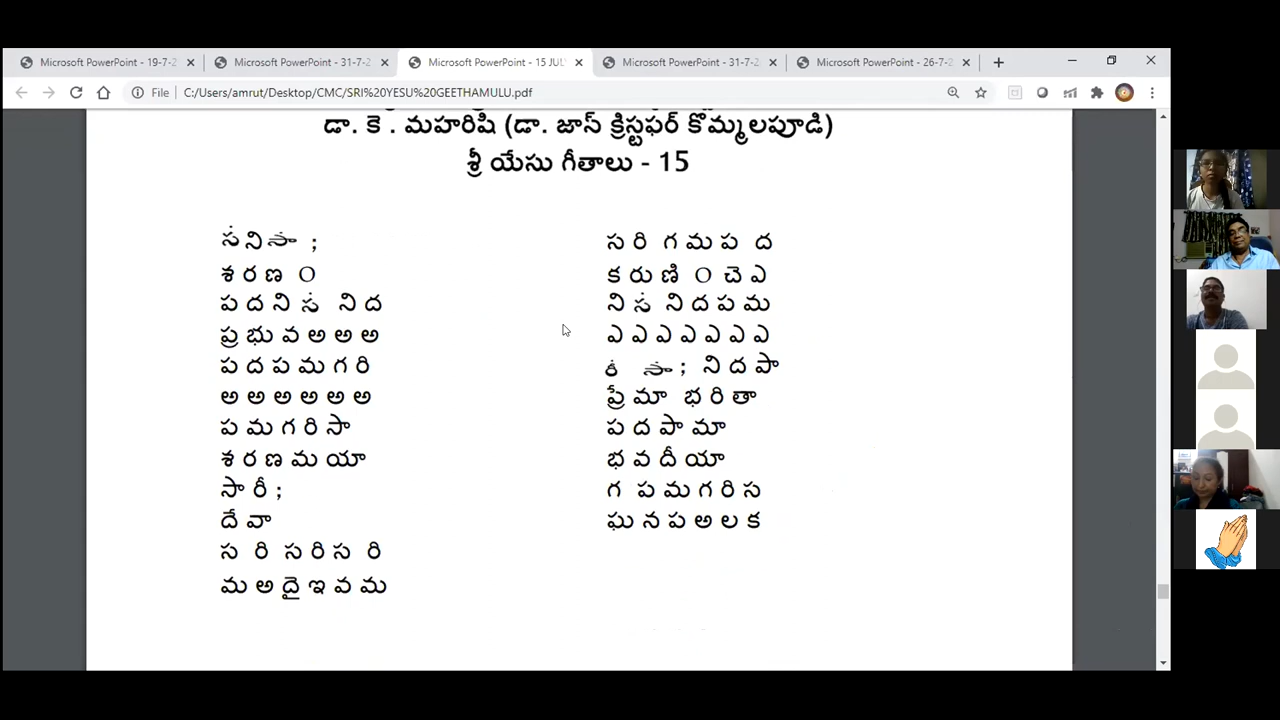 Microsoft PowerPoint - 19-7-2
Microsoft PowerPoint - 31-7-2
Microsoft PowerPoint - 15 JUL
Microsoft PowerPoint - 31-7-2
Microsoft PowerPoint - 26-7-2
File
C:/Users/amrut/Desktop/CMC/SRI%20YESU%20GEETHAMULU.pdf
డా. కె . మహరిషి (డా. జాస్ క్రిస్టఫర్ కొమ్మలపూడి)
శ్రీ యేసు గీతాలు - 15
స̇ ని సా̇ ;
శ ర ణ ం
ప ద ని స̇ ని ద
ప్ర భు వ అ అ అ
ప ద ప మ గ రి
అ అ అ అ అ అ
ప మ గ రి సా
శ ర ణ మ యా
సా రీ ;
దే వా
స రి స రి స రి
మ అ దై ఇ వ మ
స రి గ మ ప ద
క రు ణి ం చె ఎ
ని స̇ ని ద ప మ
ఎ ఎ ఎ ఎ ఎ ఎ ఎ
రీ̇ సా̇ ; ని ద పా
ప్రే మా భ రి తా
ప ద పా మా
భ వ దీ యా
గ ప మ గ రి స
ఘ న ప అ ల క